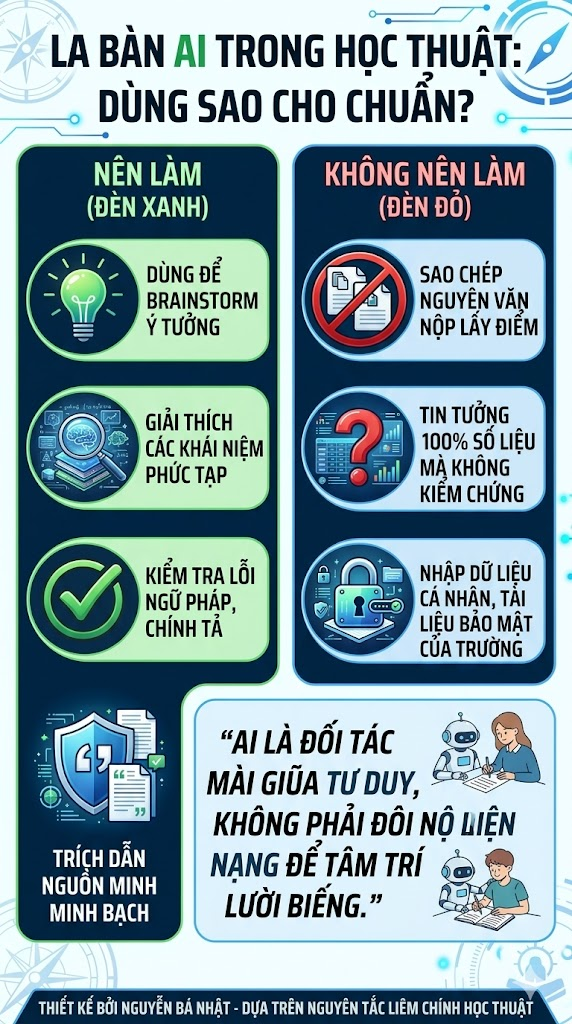 LA BÀN AI TRONG HỌC THUẬT:
DÙNG SAO CHO CHUẨN?
NÊN LÀM
(ĐÈN XANH)
DÙNG ĐỂ
BRAINSTORM
Ý TƯỞNG
GIẢI THÍCH
CÁC KHÁI NIỆM
PHỨC TẠP
KIỂM TRA LỖI
NGỮ PHÁP,
CHÍNH TẢ
TRÍCH DẪN
NGUỒN MINH
MINH BẠCH
KHÔNG NÊN LÀM
(ĐÈN ĐỎ)
SAO CHÉP
NGUYÊN VĂN
NỘP LẤY ĐIỂM
TIN TƯỞNG
100% SỐ LIỆU
MÀ KHÔNG
KIỂM CHỨNG
NHẬP DỮ LIỆU
CÁ NHÂN, TÀI
LIỆU BẢO MẬT
CỦA TRƯỜNG
“AI LÀ ĐỐI TÁC
MÀI GIŨA TƯ DUY,
KHÔNG PHẢI ĐÔI NỘ LIỆN
NẠNG ĐỂ TÂM TRÍ
LƯỜI BIẾNG.”
THIẾT KẾ BỞI NGUYỄN BÁ NHẬT - DỰA TRÊN NGUYÊN TẮC LIÊM CHÍNH HỌC THUẬT